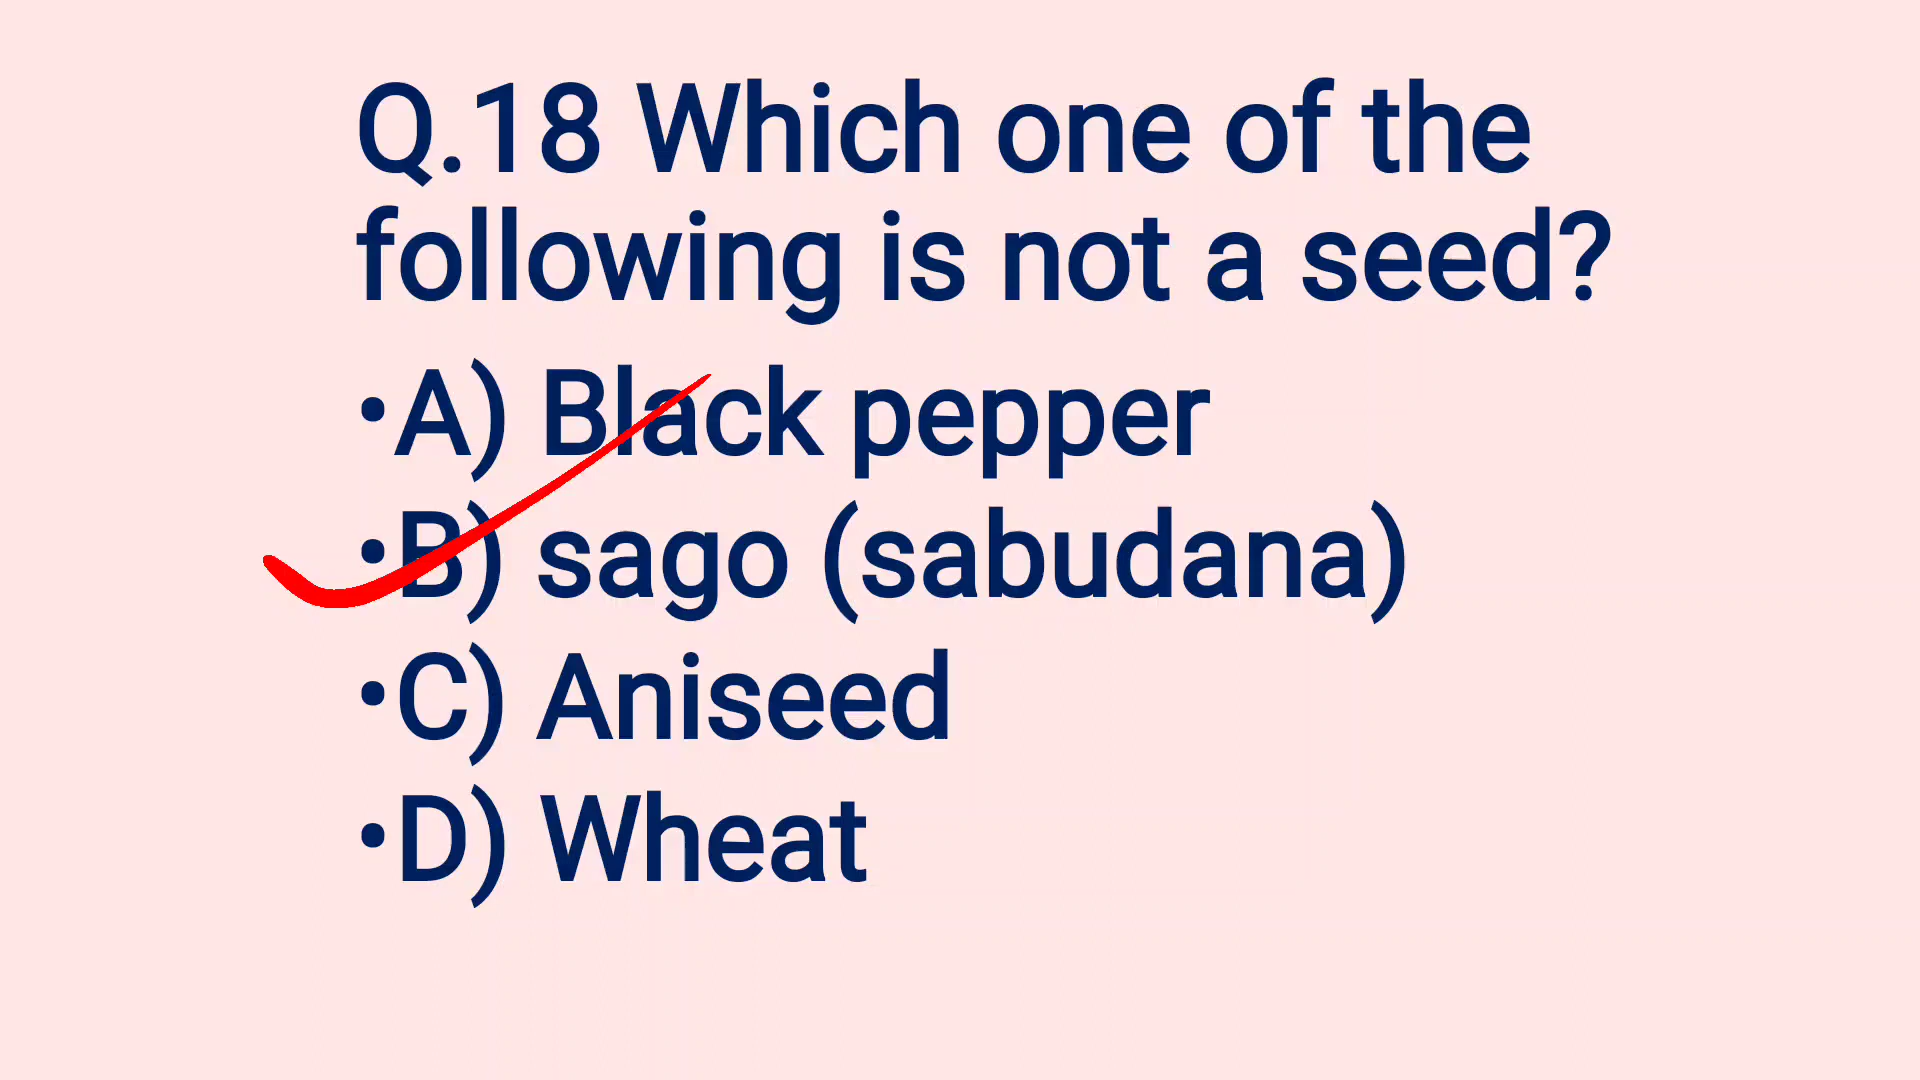 Q.18 Which one of the
following is not a seed?
•A) Black pepper
•B) sago (sabudana)
•C) Aniseed
•D) Wheat